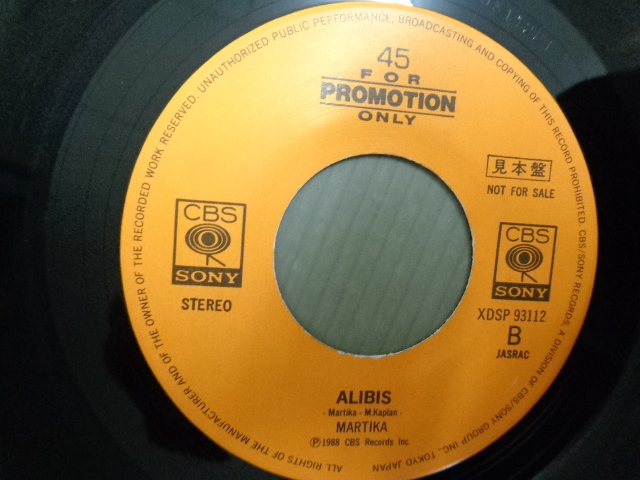 45
FOR
PROMOTION
ONLY
見本盤
NOT FOR SALE
CBS
SONY
STEREO
CBS
SONY
XDSP 93112
B
JASRAC
ALIBIS
- Martika - M.Kaplan -
MARTIKA
Ⓟ1988 CBS Records Inc.
ALL RIGHTS OF THE MANUFACTURER AND OF THE OWNER OF THE RECORDED WORK RESERVED. UNAUTHORIZED PUBLIC PERFORMANCE, BROADCASTING AND COPYING OF THIS RECORD PROHIBITED. CBS/SONY RECORDS, A DIVISION OF CBS/SONY GROUP INC., TOKYO JAPAN